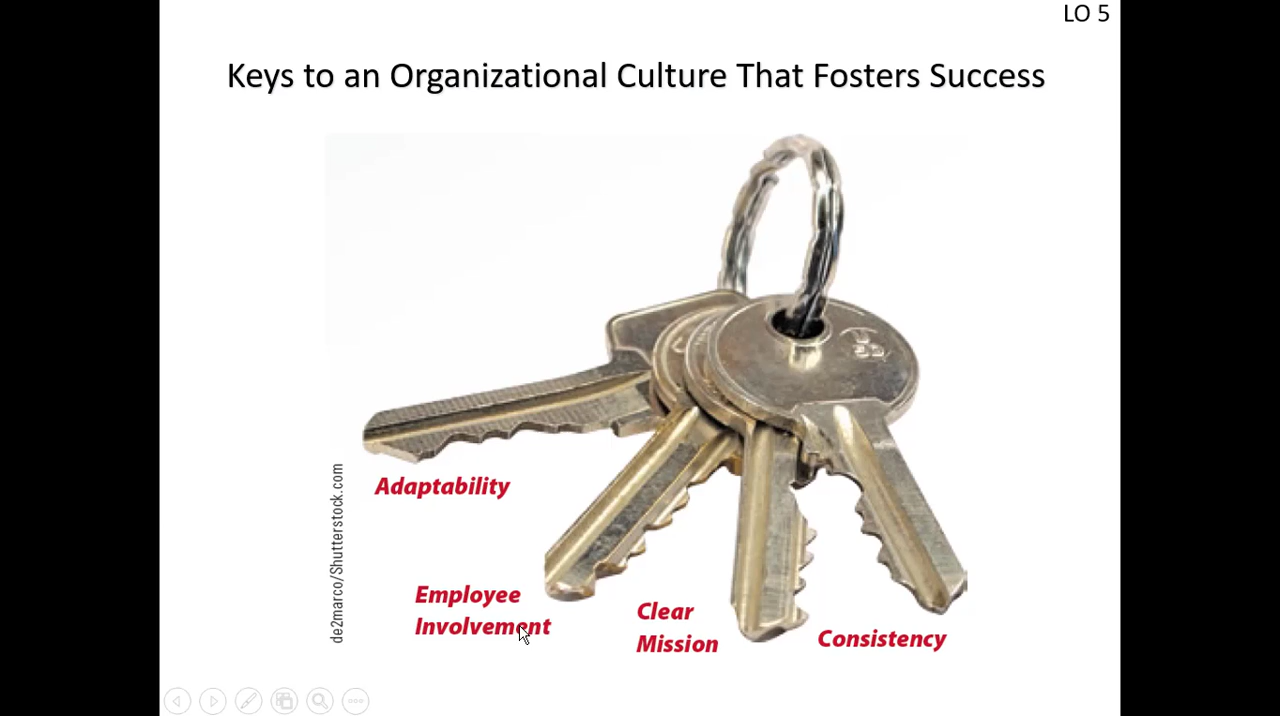 LO 5
Keys to an Organizational Culture That Fosters Success
Adaptability
de2marco/Shutterstock.com
Employee
Involvement
Clear
Mission
Consistency